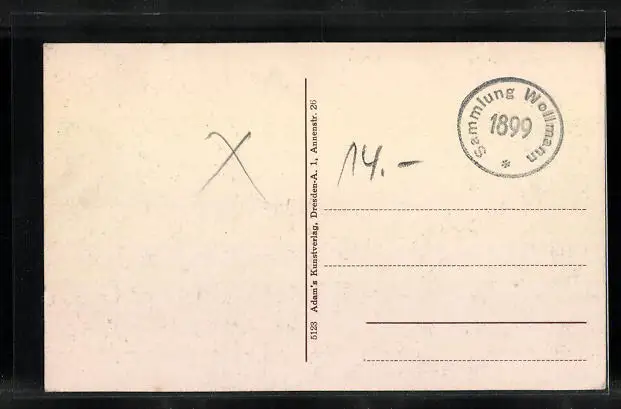 X
5123 Adam's Kunstverlag, Dresden-A. 1, Annenstr. 26
14.-
Sammlung Wollmann
1899
*